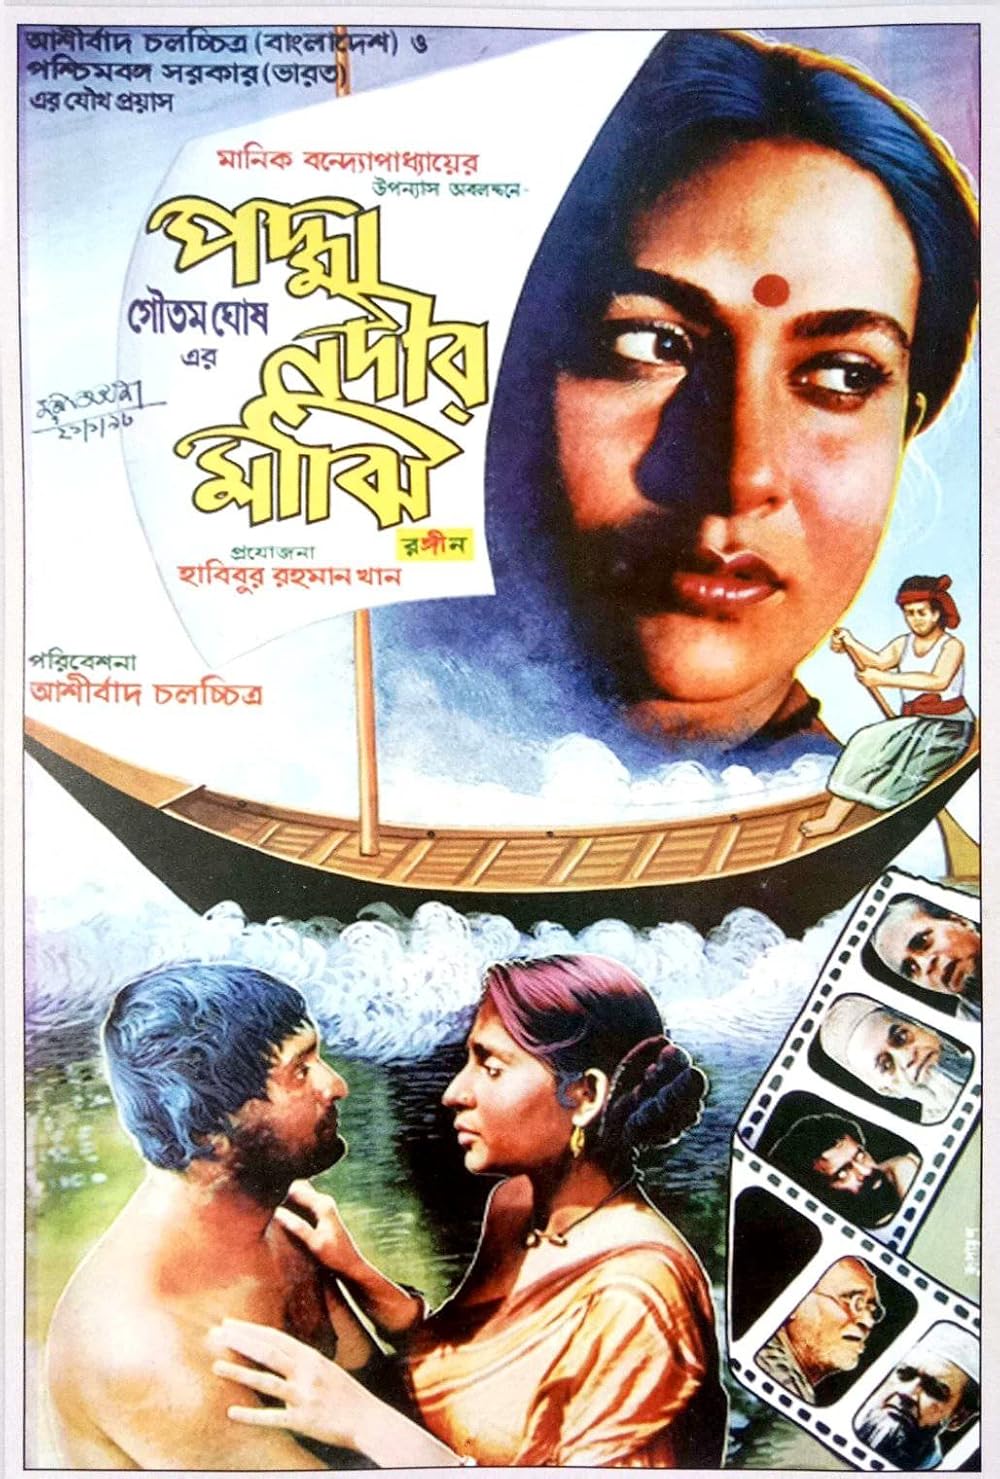 আশীর্বাদ চলচ্চিত্র (বাংলাদেশ) ও
পশ্চিমবঙ্গ সরকার (ভারত)
এর যৌথ প্রয়াস
মানিক বন্দ্যোপাধ্যায়ের
উপন্যাস অবলম্বনে-
পদ্মা
গৌতম ঘোষ
এর
নদীর
মাঝি
রঙ্গীন
প্রযোজনা
হাবিবুর রহমান খান
পরিবেশনা
আশীর্বাদ চলচ্চিত্র